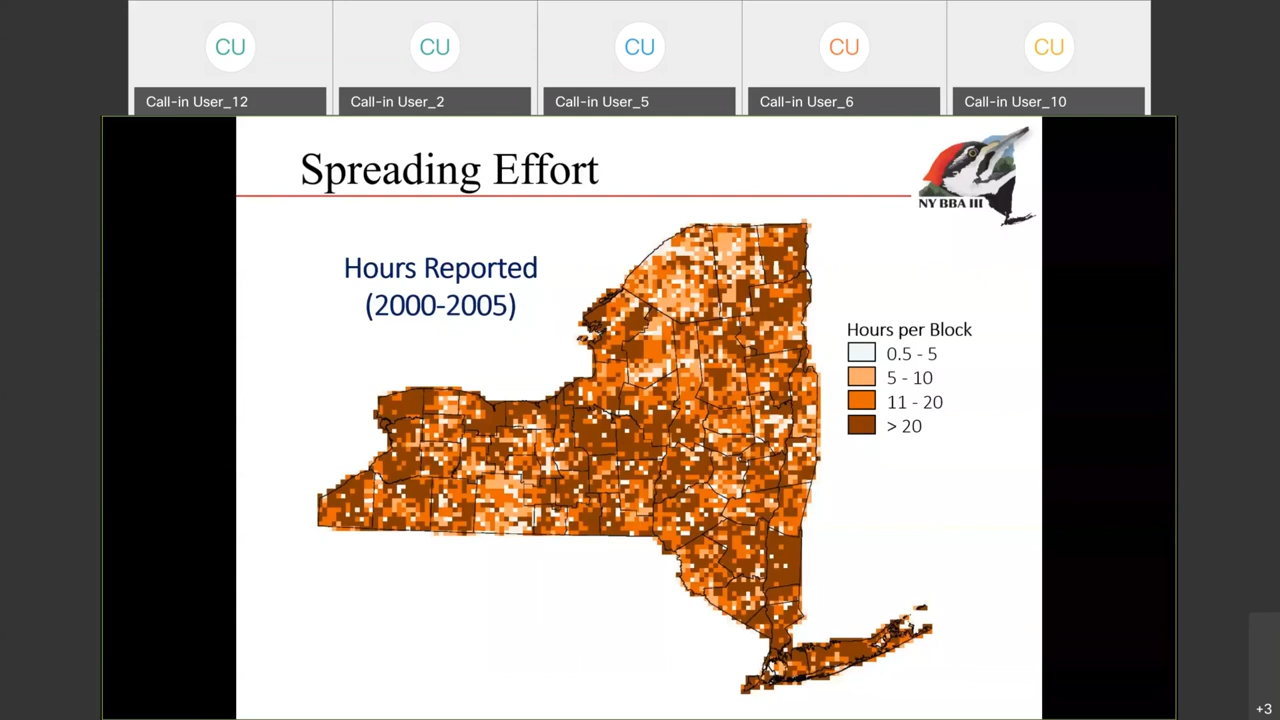 CU
CU
CU
CU
CU
Call-in User_12
Call-in User_2
Call-in User_5
Call-in User_6
Call-in User_10
Spreading Effort
NY BBA III
Hours Reported
(2000-2005)
Hours per Block
0.5 - 5
5 - 10
11 - 20
> 20
+3